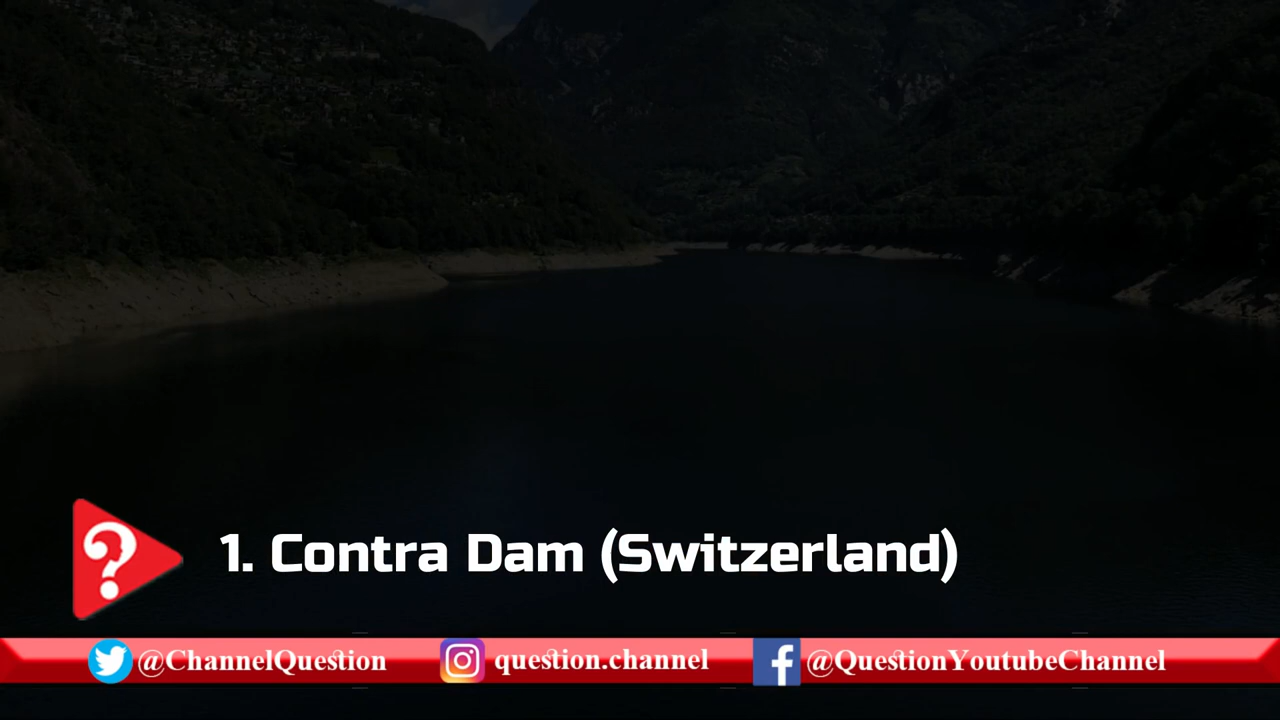 1. Contra Dam (Switzerland)
@ChannelQuestion question.channel @QuestionYoutubeChannel